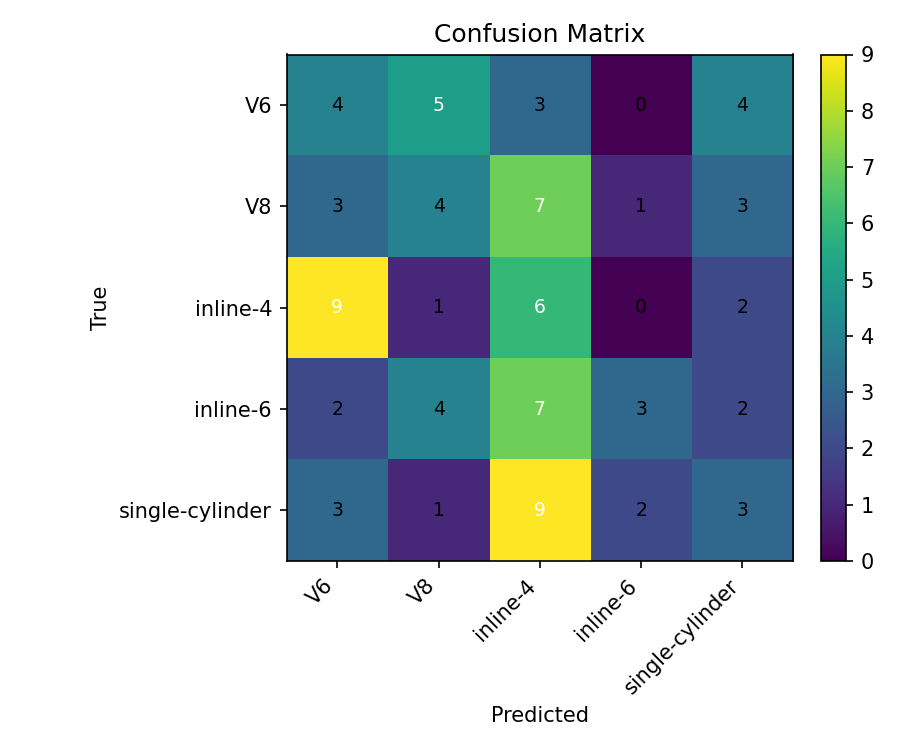 Confusion Matrix
True
V6 4 5 3 0 4
V8 3 4 7 1 3
inline-4 9 1 6 0 2
inline-6 2 4 7 3 2
single-cylinder 3 1 9 2 3
V6 V8 inline-4 inline-6 single-cylinder
Predicted
9
8
7
6
5
4
3
2
1
0